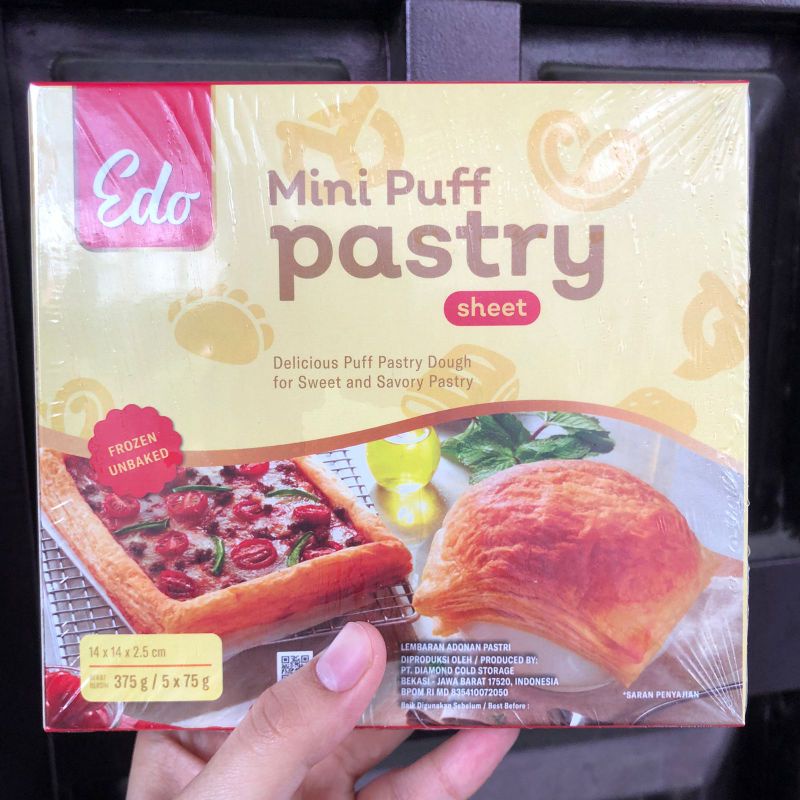 Edo
Mini Puff
pastry
sheet
Delicious Puff Pastry Dough
for Sweet and Savory Pastry
FROZEN
UNBAKED
14 x 14 x 2.5 cm
BERAT
BERSIH
375 g / 5 x 75 g
LEMBARAN ADONAN PASTRI
DIPRODUKSI OLEH / PRODUCED BY:
PT. DIAMOND COLD STORAGE
BEKASI - JAWA BARAT 17520, INDONESIA
BPOM RI MD 835410072050
Baik Digunakan Sebelum / Best Before :
*SARAN PENYAJIAN